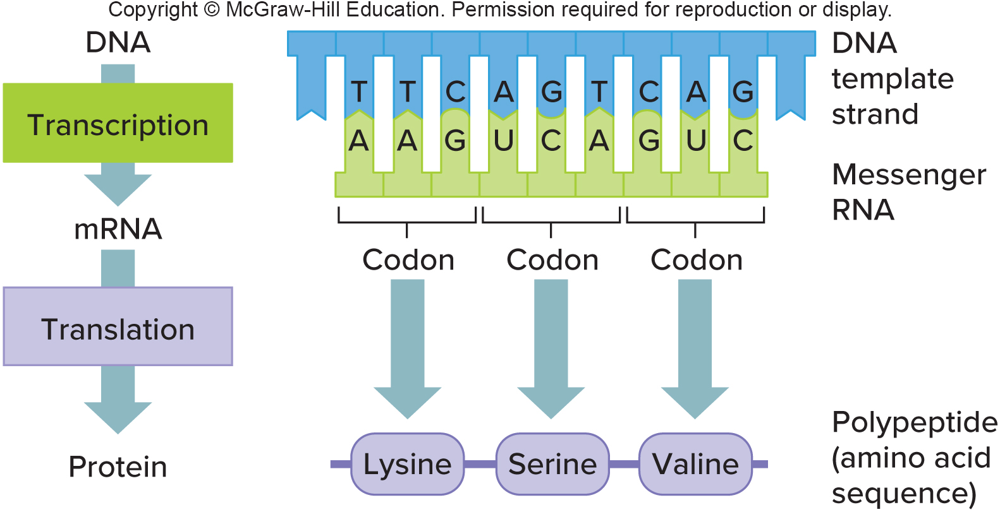 Copyright © McGraw-Hill Education. Permission required for reproduction or display.
DNA
Transcription
mRNA
Translation
Protein
T T C A G T C A G
DNA
template
strand
A A G U C A G U C
Messenger
RNA
Codon Codon Codon
Lysine Serine Valine
Polypeptide
(amino acid
sequence)